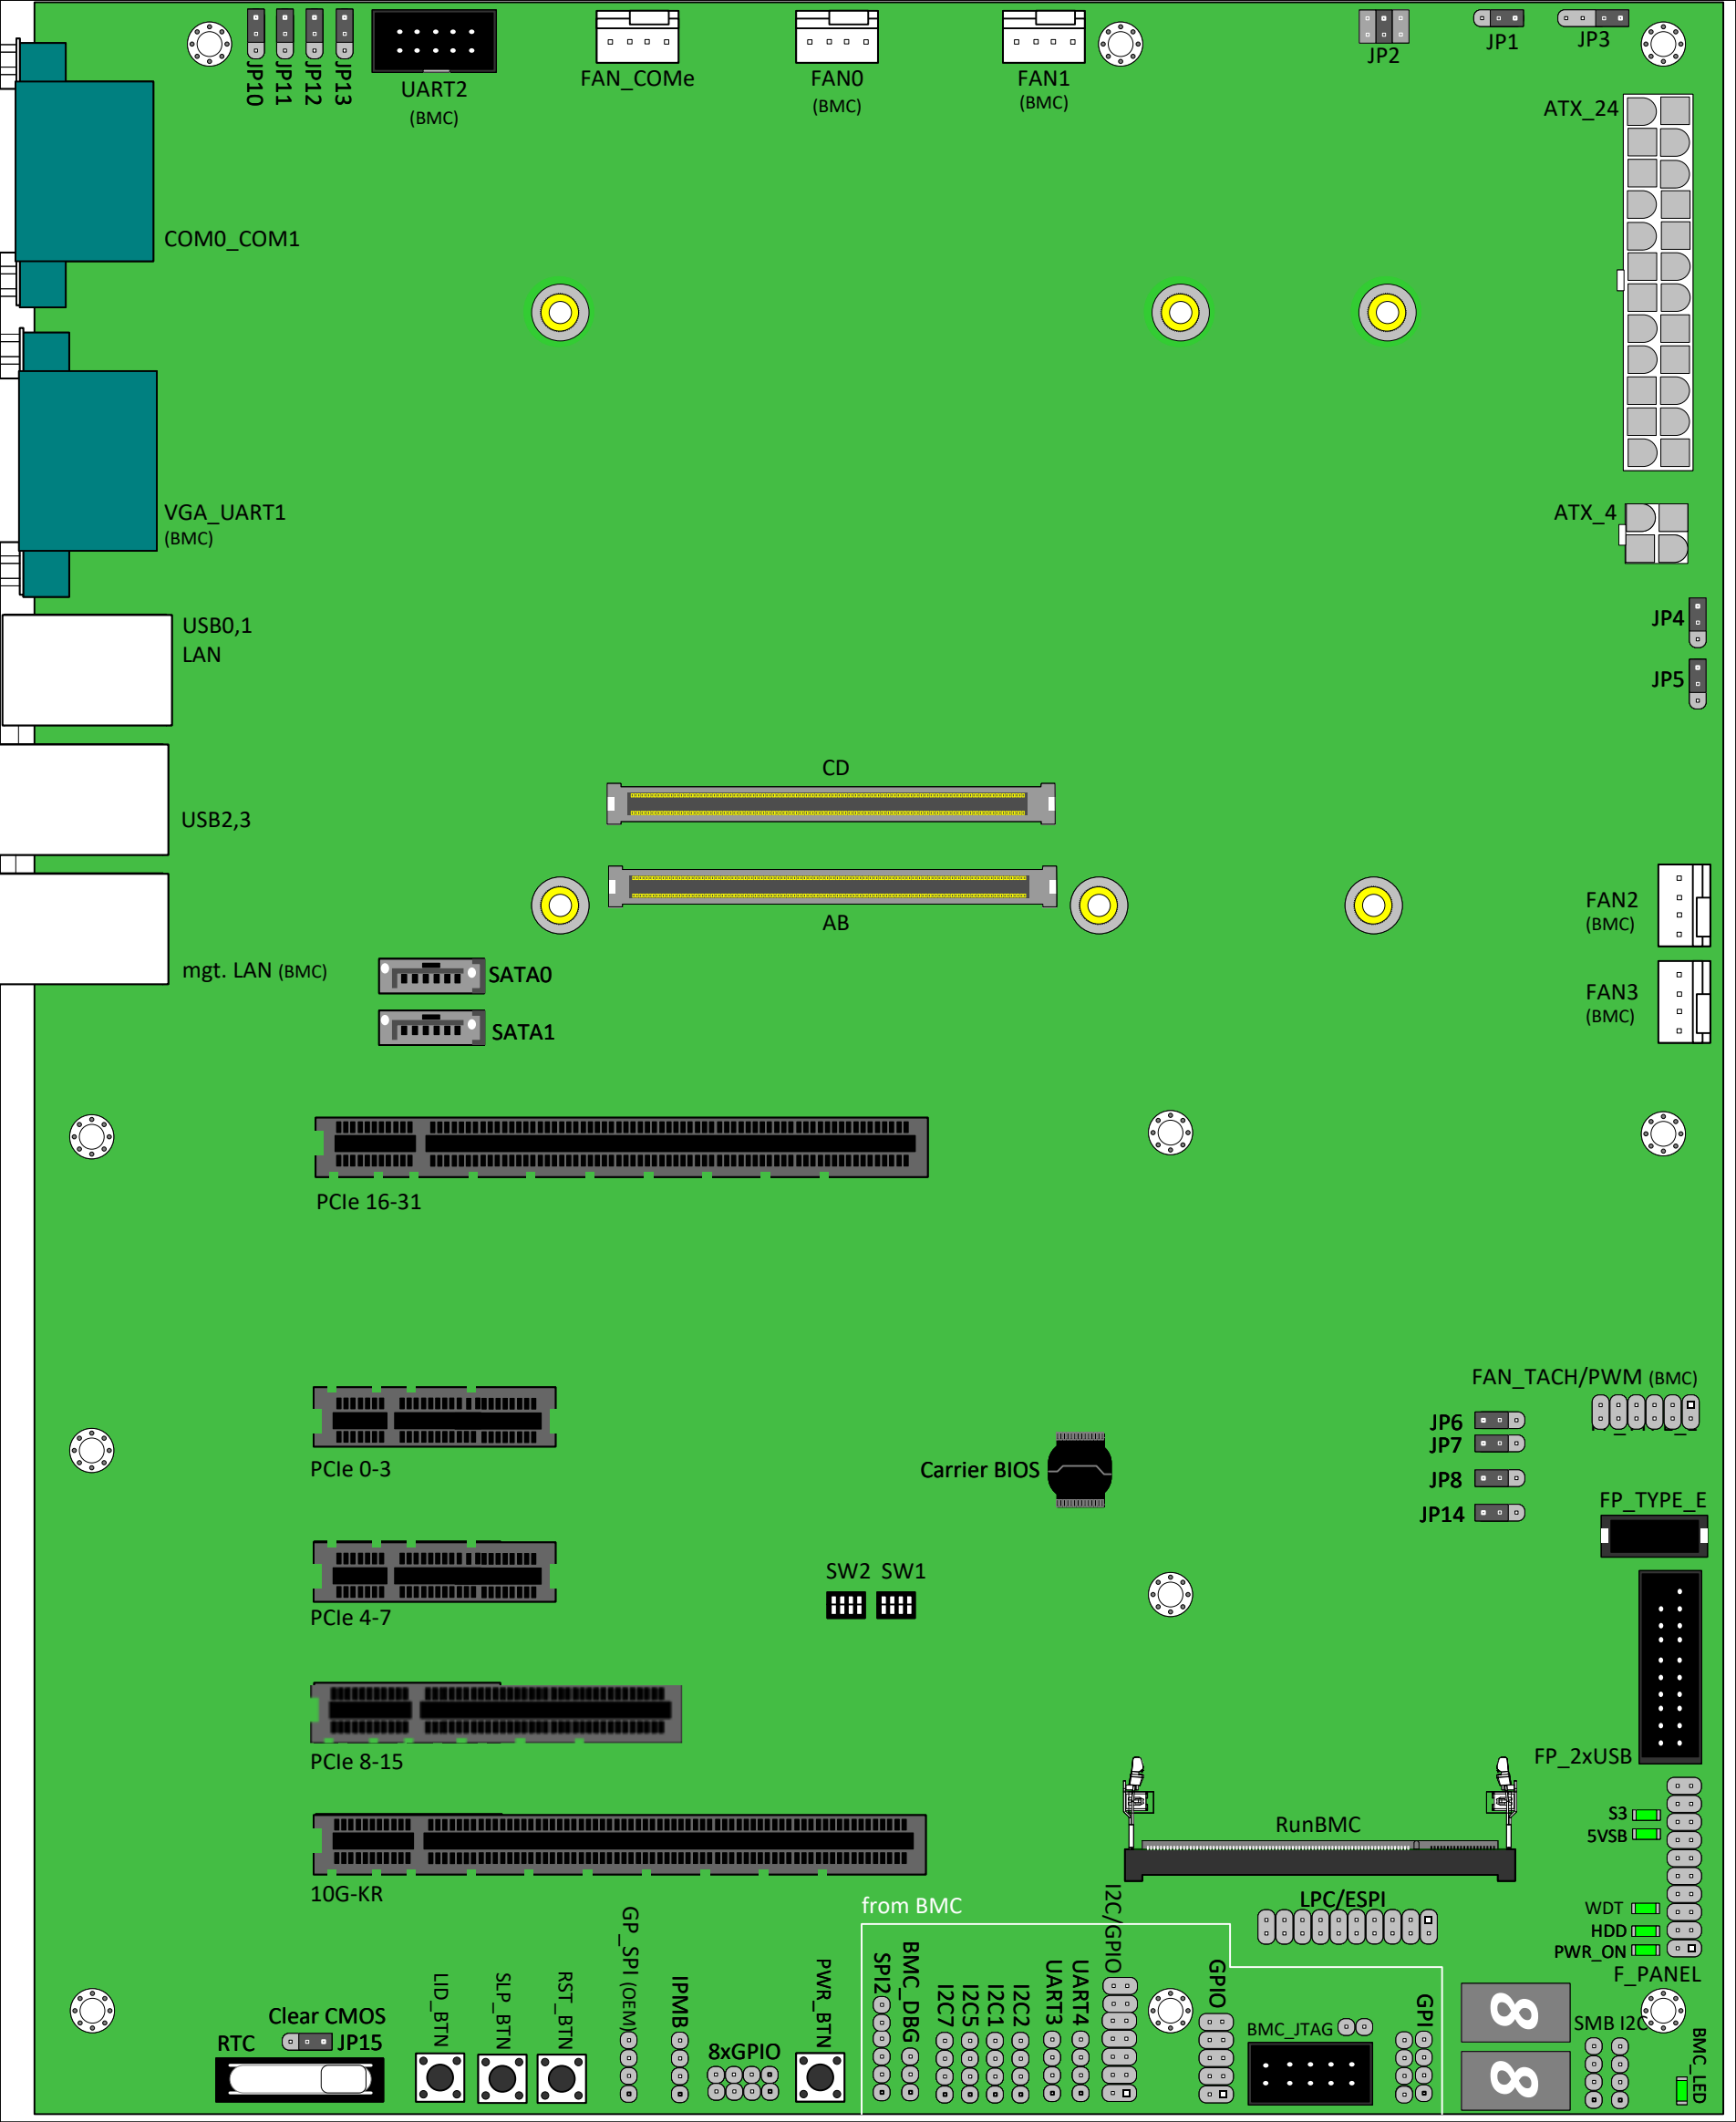 JP10
JP11
JP12
JP13
UART2
(BMC)
FAN_COMe
FAN0
(BMC)
FAN1
(BMC)
JP2
JP1
JP3
ATX_24
COM0_COM1
VGA_UART1
(BMC)
ATX_4
USB0,1
LAN
JP4
JP5
CD
USB2,3
AB
FAN2
(BMC)
mgt. LAN (BMC)
SATA0
FAN3
(BMC)
SATA1
PCIe 16-31
FAN_TACH/PWM (BMC)
JP6
JP7
PCIe 0-3
Carrier BIOS
JP8
FP_TYPE_E
JP14
SW2 SW1
PCIe 4-7
PCIe 8-15
FP_2xUSB
S3
RunBMC
5VSB
10G-KR
from BMC
LPC/ESPI
WDT
HDD
PWR_ON
F_PANEL
GP_SPI (OEM)
IPMB
LID_BTN
SLP_BTN
RST_BTN
PWR_BTN
SPI2
BMC_DBG
I2C7
I2C5
I2C1
I2C2
UART3
UART4
I2C/GPIO
GPIO
BMC_JTAG
GPI
8
8
SMB I2C
BMC_LED
Clear CMOS
RTC
JP15
8xGPIO